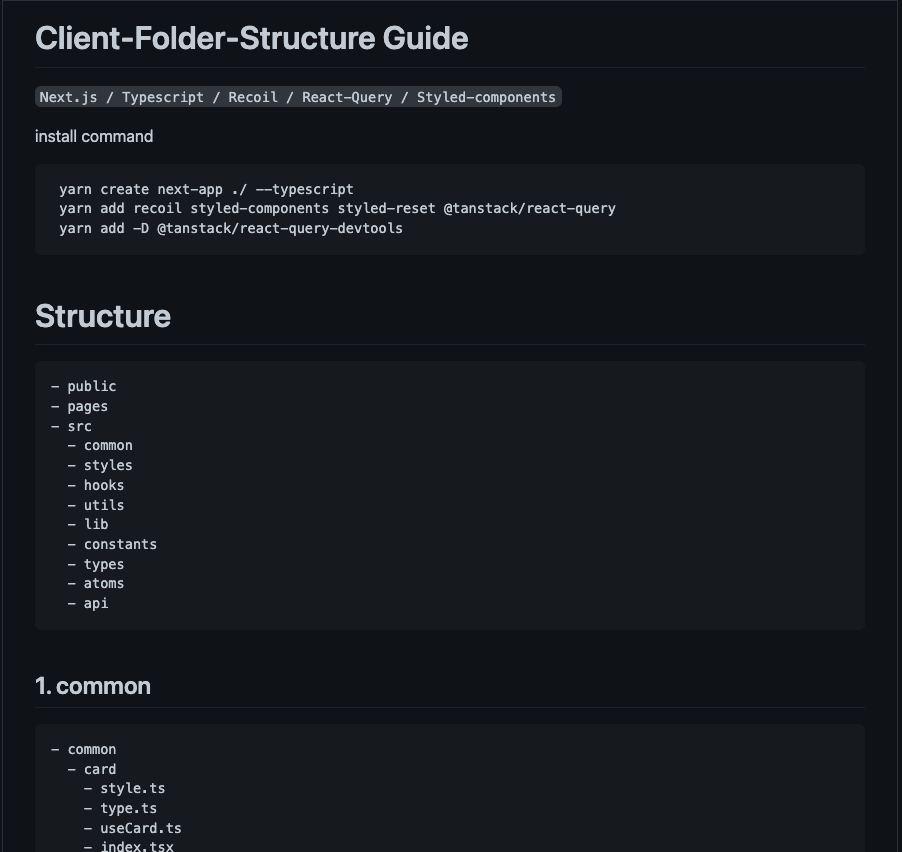 Client-Folder-Structure Guide
Next.js / Typescript / Recoil / React-Query / Styled-components
install command
yarn create next-app ./ --typescript
yarn add recoil styled-components styled-reset @tanstack/react-query
yarn add -D @tanstack/react-query-devtools
Structure
- public
- pages
- src
  - common
  - styles
  - hooks
  - utils
  - lib
  - constants
  - types
  - atoms
  - api
1. common
- common
  - card
    - style.ts
    - type.ts
    - useCard.ts
    - index.tsx